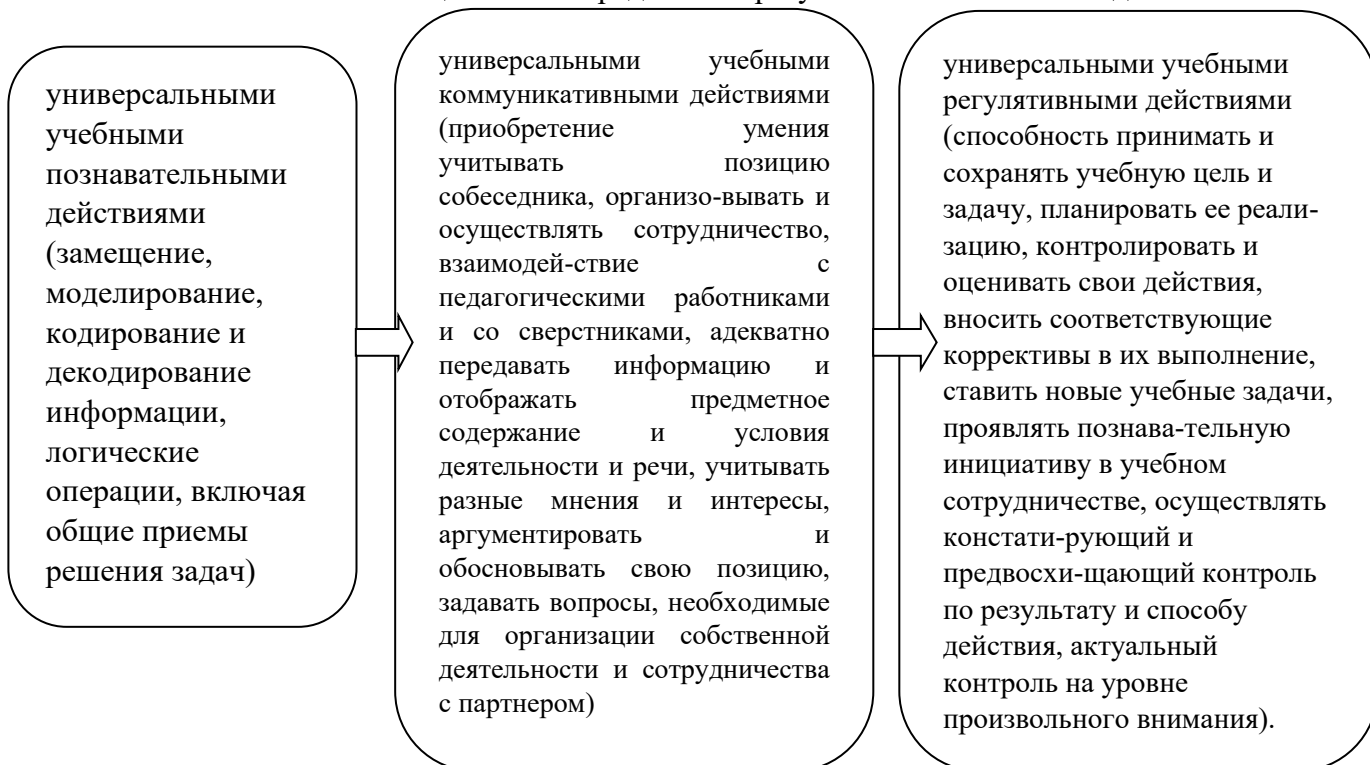 универсальными
учебными
познавательными
действиями
(замещение,
моделирование,
кодирование и
декодирование
информации,
логические
операции, включая
общие приемы
решения задач)
универсальными учебными
коммуникативными действиями
(приобретение умения
учитывать позицию
собеседника, организо-вывать и
осуществлять сотрудничество,
взаимодей-ствие с
педагогическими работниками
и со сверстниками, адекватно
передавать информацию и
отображать предметное
содержание и условия
деятельности и речи, учитывать
разные мнения и интересы,
аргументировать и
обосновывать свою позицию,
задавать вопросы, необходимые
для организации собственной
деятельности и сотрудничества
с партнером)
универсальными учебными
регулятивными действиями
(способность принимать и
сохранять учебную цель и
задачу, планировать ее реали-
зацию, контролировать и
оценивать свои действия,
вносить соответствующие
коррективы в их выполнение,
ставить новые учебные задачи,
проявлять познава-тельную
инициативу в учебном
сотрудничестве, осуществлять
констати-рующий и
предвосхи-щающий контроль
по результату и способу
действия, актуальный
контроль на уровне
произвольного внимания).